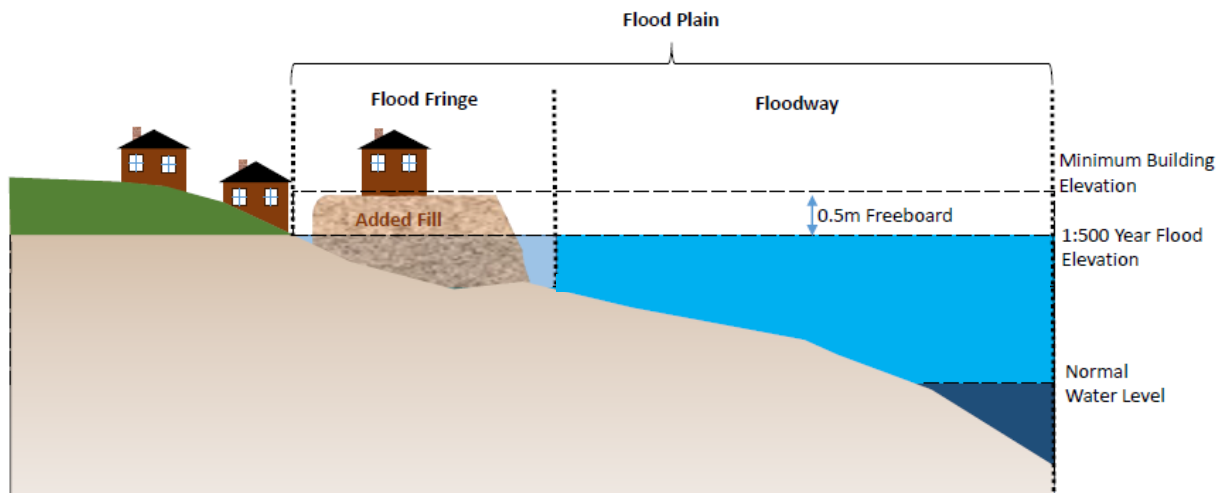 Flood Plain
Flood Fringe
Floodway
Minimum Building
Elevation
Added Fill
0.5m Freeboard
1:500 Year Flood
Elevation
Normal
Water Level